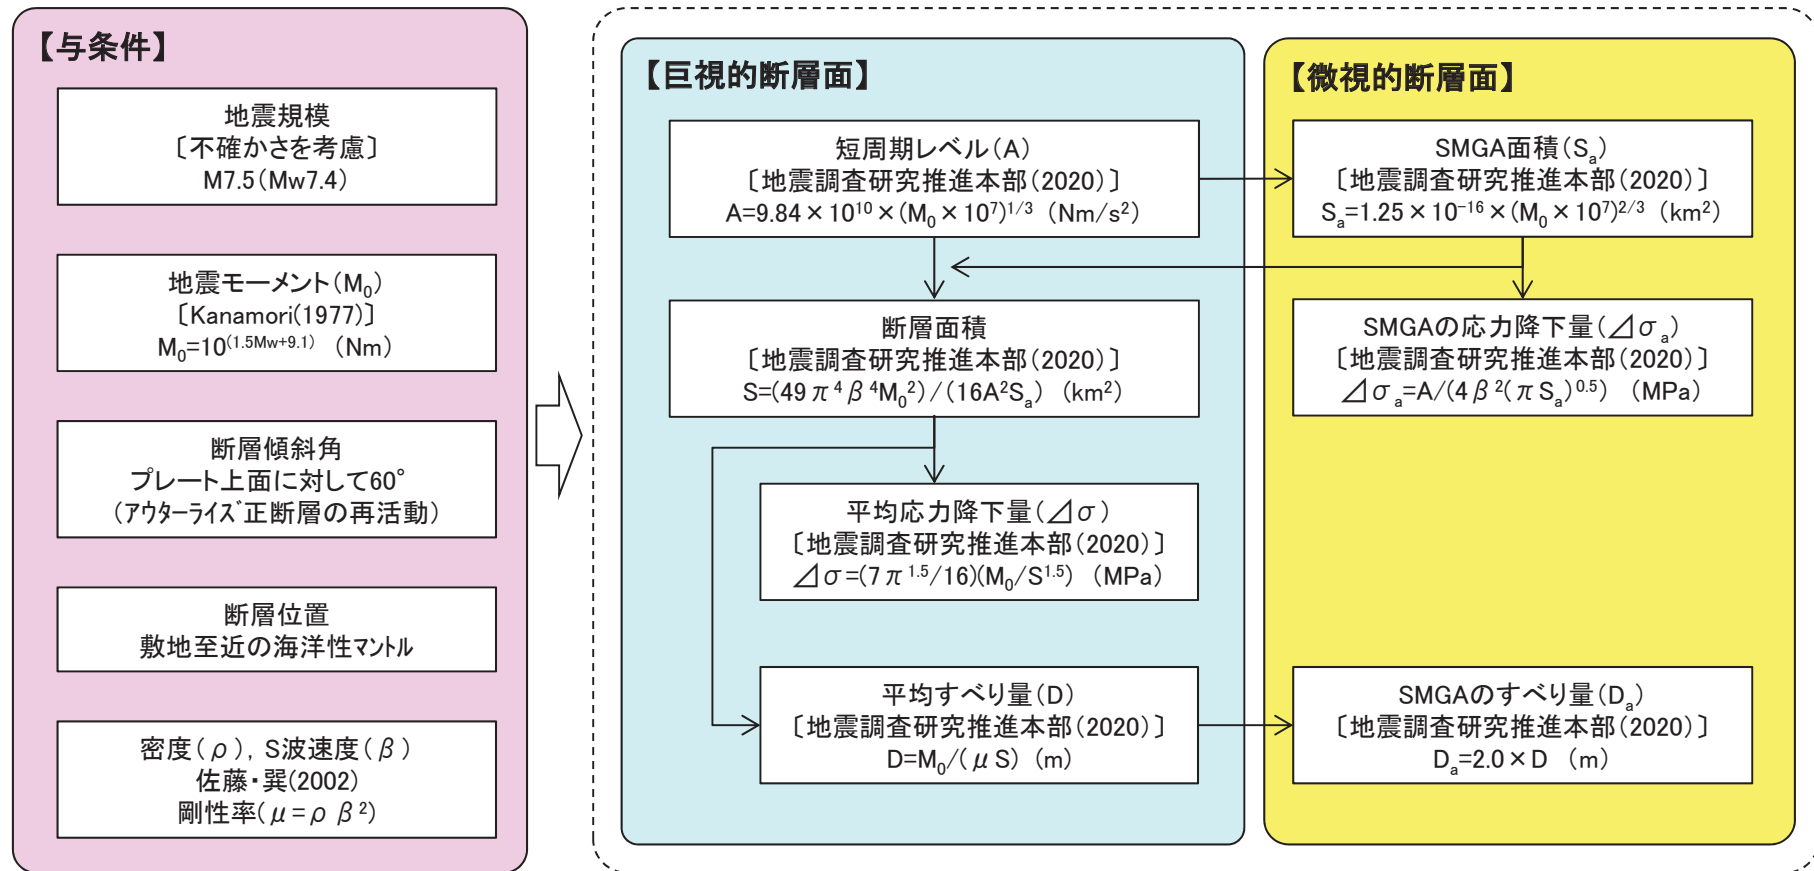 【与条件】
地震規模
〔不確かさを考慮〕
M7.5(Mw7.4)
地震モーメント(M₀)
〔Kanamori(1977)〕
M₀=10^(1.5Mw+9.1) (Nm)
断層傾斜角
プレート上面に対して60°
(アウターライズ正断層の再活動)
断層位置
敷地至近の海洋性マントル
密度(ρ),S波速度(β)
佐藤・巽(2002)
剛性率(μ=ρβ²)
【巨視的断層面】
短周期レベル(A)
〔地震調査研究推進本部(2020)〕
A=9.84×10¹⁰×(M₀×10⁷)^1/3 (Nm/s²)
断層面積
〔地震調査研究推進本部(2020)〕
S=(49π⁴β⁴M₀²)/(16A²Sₐ) (km²)
平均応力降下量(⊿σ)
〔地震調査研究推進本部(2020)〕
⊿σ=(7π^1.5/16)(M₀/S^1.5) (MPa)
平均すべり量(D)
〔地震調査研究推進本部(2020)〕
D=M₀/(μS) (m)
【微視的断層面】
SMGA面積(Sₐ)
〔地震調査研究推進本部(2020)〕
Sₐ=1.25×10⁻¹⁶×(M₀×10⁷)^2/3 (km²)
SMGAの応力降下量(⊿σₐ)
〔地震調査研究推進本部(2020)〕
⊿σₐ=A/(4β²(πSₐ)^0.5) (MPa)
SMGAのすべり量(Dₐ)
〔地震調査研究推進本部(2020)〕
Dₐ=2.0×D (m)